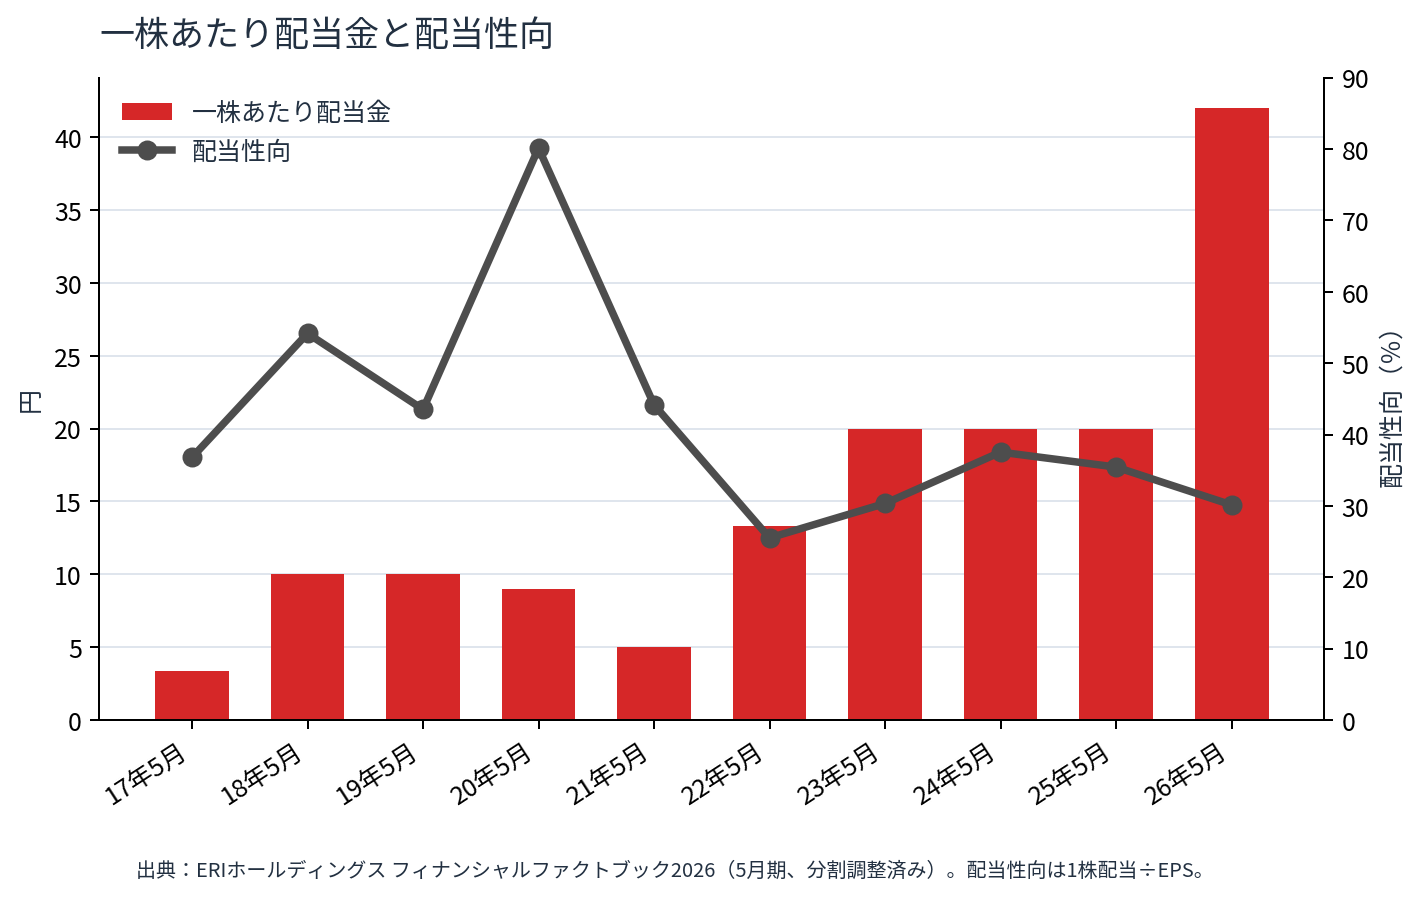 一株あたり配当金と配当性向
一株あたり配当金
配当性向
円
配当性向（%）
40
35
30
25
20
15
10
5
0
90
80
70
60
50
40
30
20
10
0
17年5月
18年5月
19年5月
20年5月
21年5月
22年5月
23年5月
24年5月
25年5月
26年5月
出典：ERIホールディングス フィナンシャルファクトブック2026（5月期、分割調整済み）。配当性向は1株配当÷EPS。